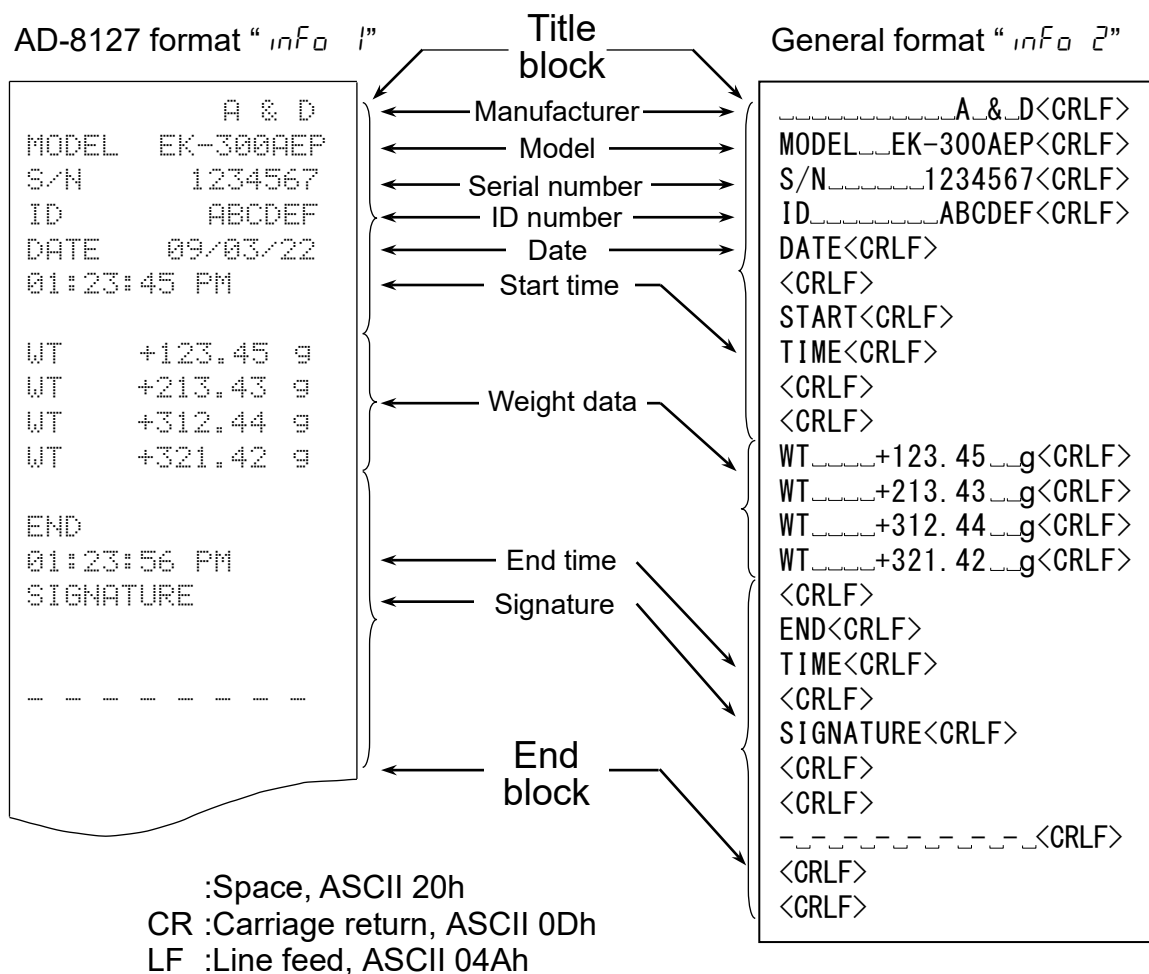 AD-8127 format “ info 1”
Title block
General format “ info 2”
A & D
MODEL EK-300AEP
S/N 1234567
ID ABCDEF
DATE 09/03/22
01:23:45 PM
WT +123.45 g
WT +213.43 g
WT +312.44 g
WT +321.42 g
END
01:23:56 PM
SIGNATURE
_ _ _ _ _ _ _ _
Manufacturer
Model
Serial number
ID number
Date
Start time
Weight data
End time
Signature
End block
␣␣␣␣␣␣␣␣␣␣␣A␣&␣D<CRLF>
MODEL␣␣EK-300AEP<CRLF>
S/N␣␣␣␣␣␣1234567<CRLF>
ID␣␣␣␣␣␣␣␣ABCDEF<CRLF>
DATE<CRLF>
<CRLF>
START<CRLF>
TIME<CRLF>
<CRLF>
<CRLF>
WT␣␣␣␣+123.45␣␣g<CRLF>
WT␣␣␣␣+213.43␣␣g<CRLF>
WT␣␣␣␣+312.44␣␣g<CRLF>
WT␣␣␣␣+321.42␣␣g<CRLF>
<CRLF>
END<CRLF>
TIME<CRLF>
<CRLF>
SIGNATURE<CRLF>
<CRLF>
<CRLF>
-␣-␣-␣-␣-␣-␣-␣-␣<CRLF>
<CRLF>
<CRLF>
:Space, ASCII 20h
CR :Carriage return, ASCII 0Dh
LF :Line feed, ASCII 04Ah